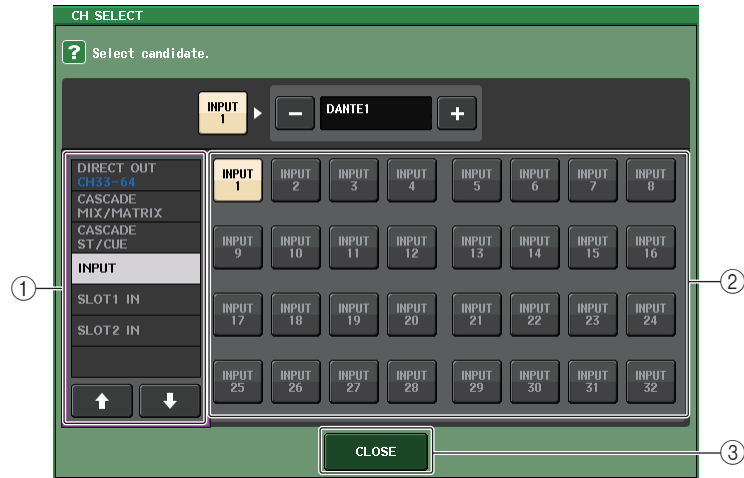 CH SELECT
? Select candidate.
INPUT
1
−
DANTE1
+
DIRECT OUT
CH33-64
CASCADE
MIX/MATRIX
CASCADE
ST/CUE
INPUT
SLOT1 IN
SLOT2 IN
INPUT 1
INPUT 2
INPUT 3
INPUT 4
INPUT 5
INPUT 6
INPUT 7
INPUT 8
INPUT 9
INPUT 10
INPUT 11
INPUT 12
INPUT 13
INPUT 14
INPUT 15
INPUT 16
INPUT 17
INPUT 18
INPUT 19
INPUT 20
INPUT 21
INPUT 22
INPUT 23
INPUT 24
INPUT 25
INPUT 26
INPUT 27
INPUT 28
INPUT 29
INPUT 30
INPUT 31
INPUT 32
CLOSE
1
2
3